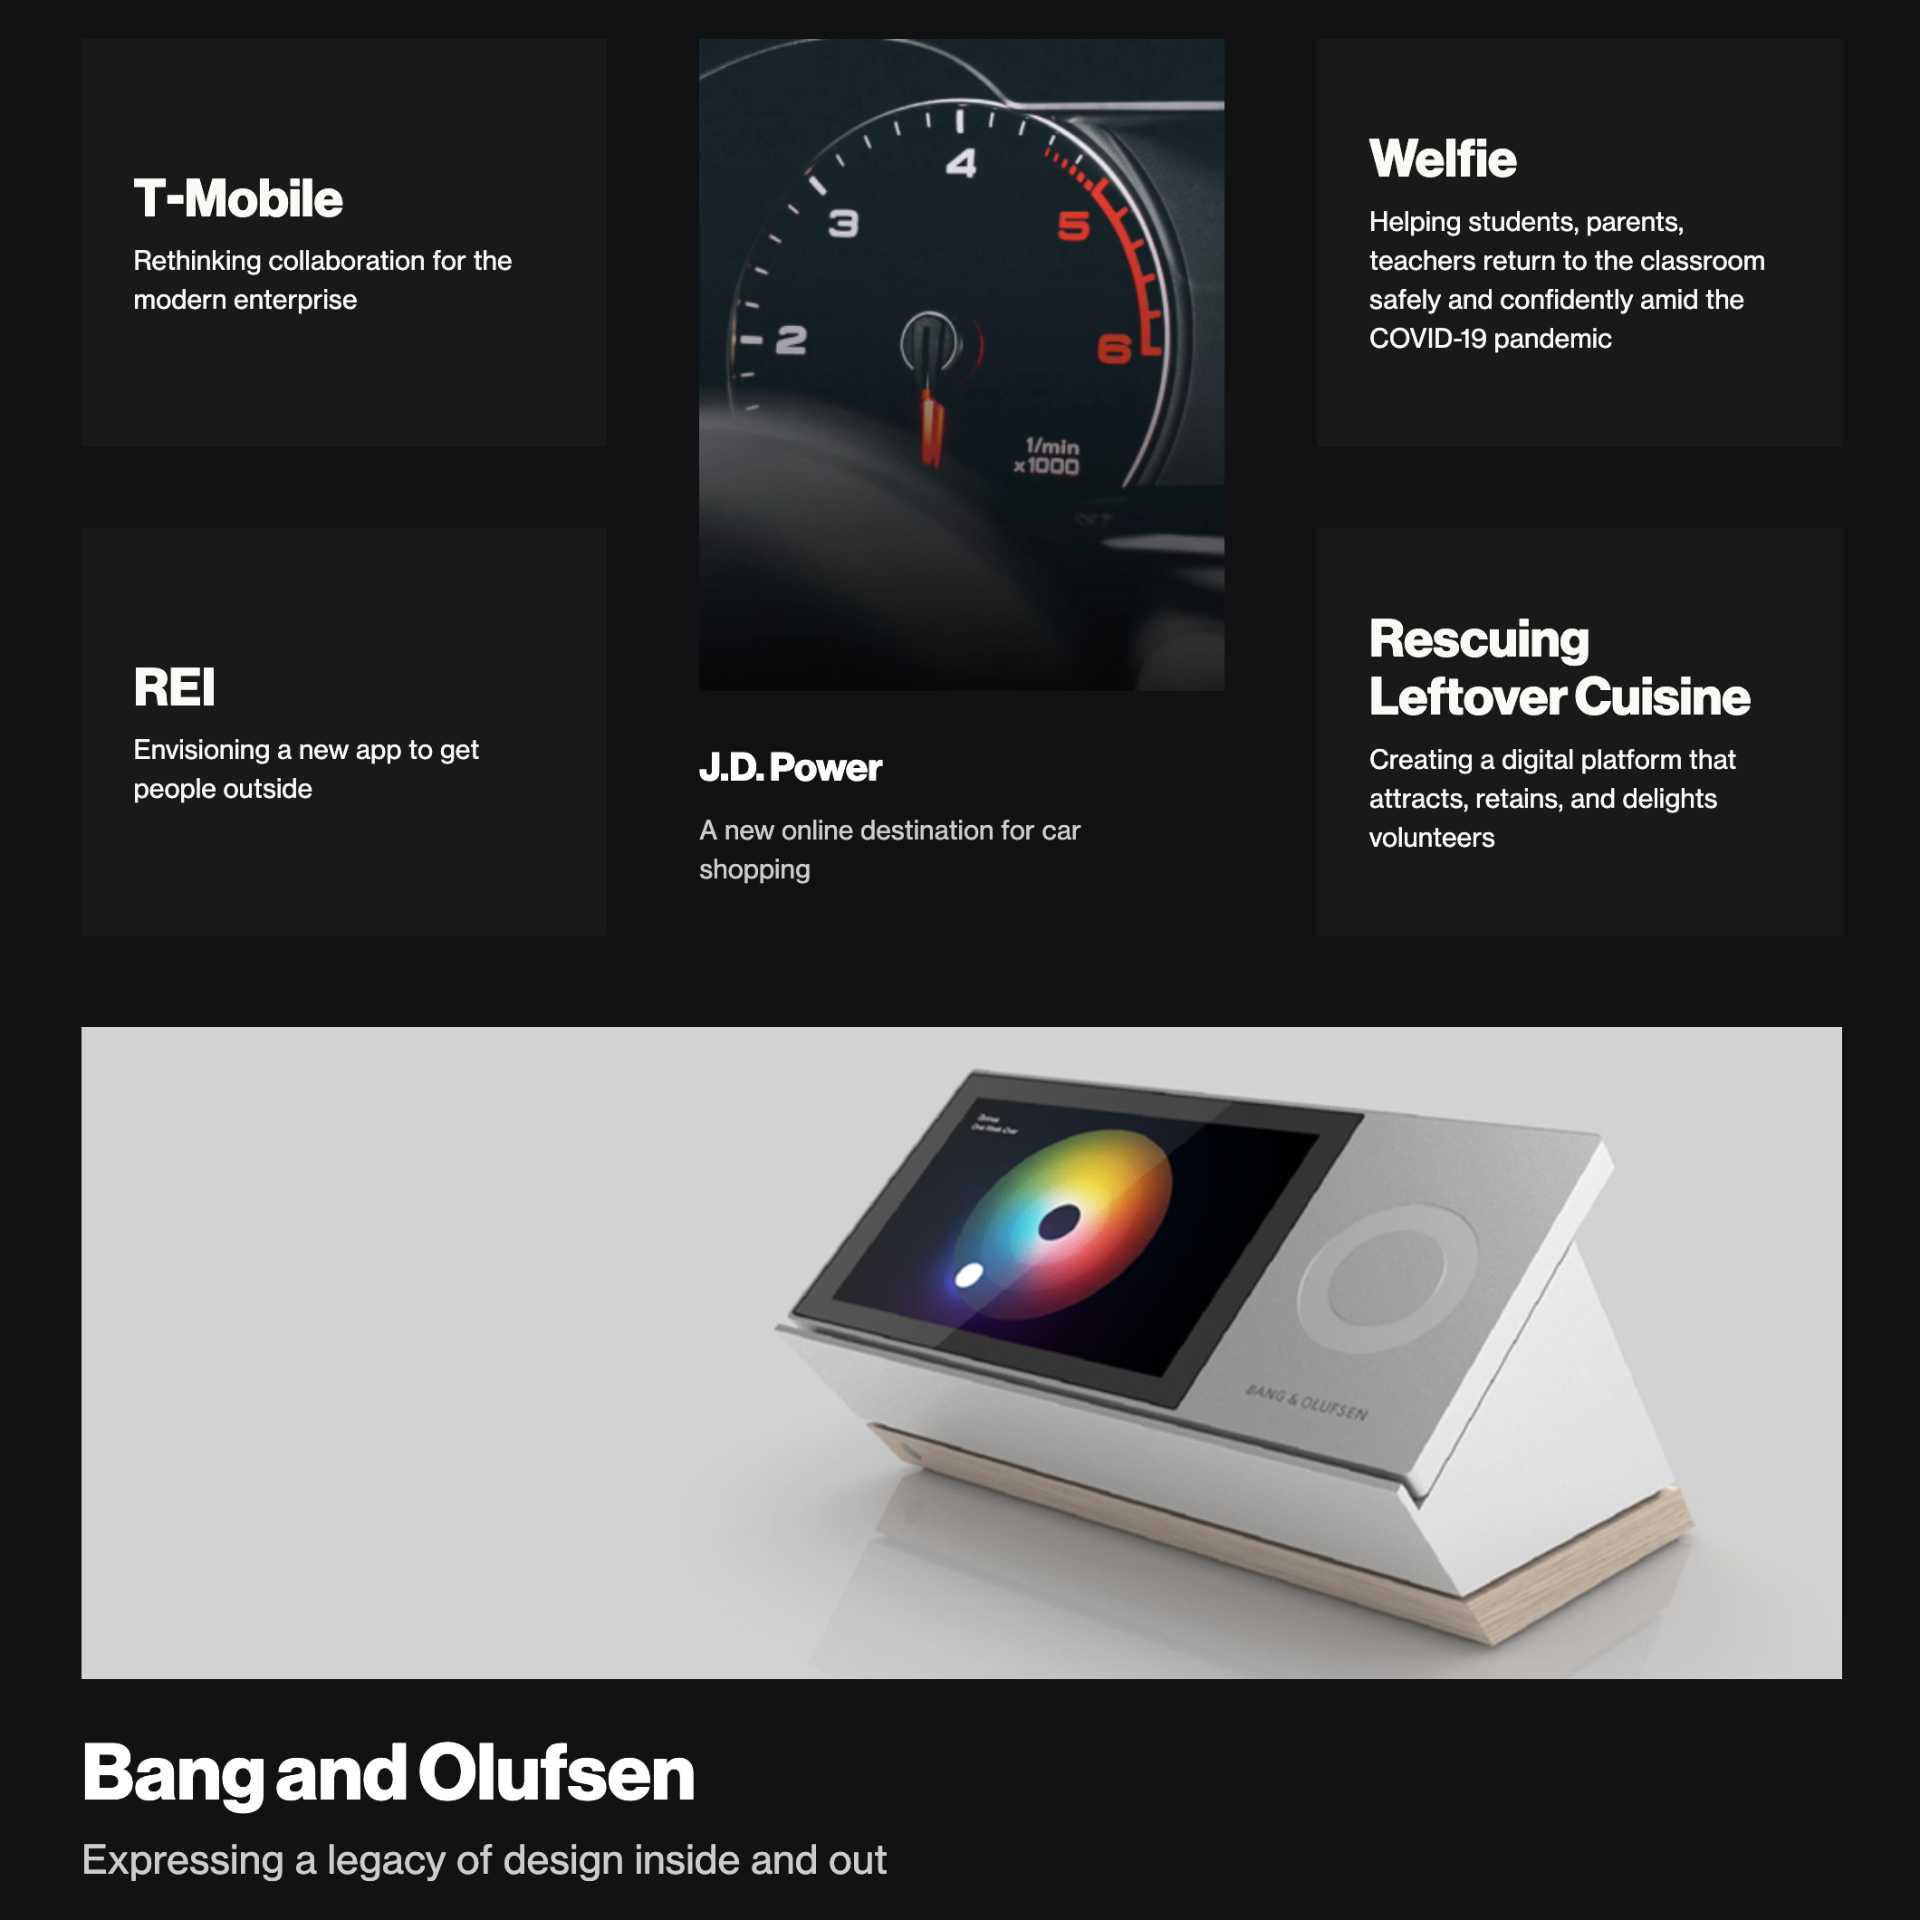 T-Mobile
Rethinking collaboration for the
modern enterprise
4
3
5
2
6
1/min
x1000
Welfie
Helping students, parents,
teachers return to the classroom
safely and confidently amid the
COVID-19 pandemic
REI
Envisioning a new app to get
people outside
J.D. Power
A new online destination for car
shopping
Rescuing
Leftover Cuisine
Creating a digital platform that
attracts, retains, and delights
volunteers
BANG & OLUFSEN
Bang and Olufsen
Expressing a legacy of design inside and out